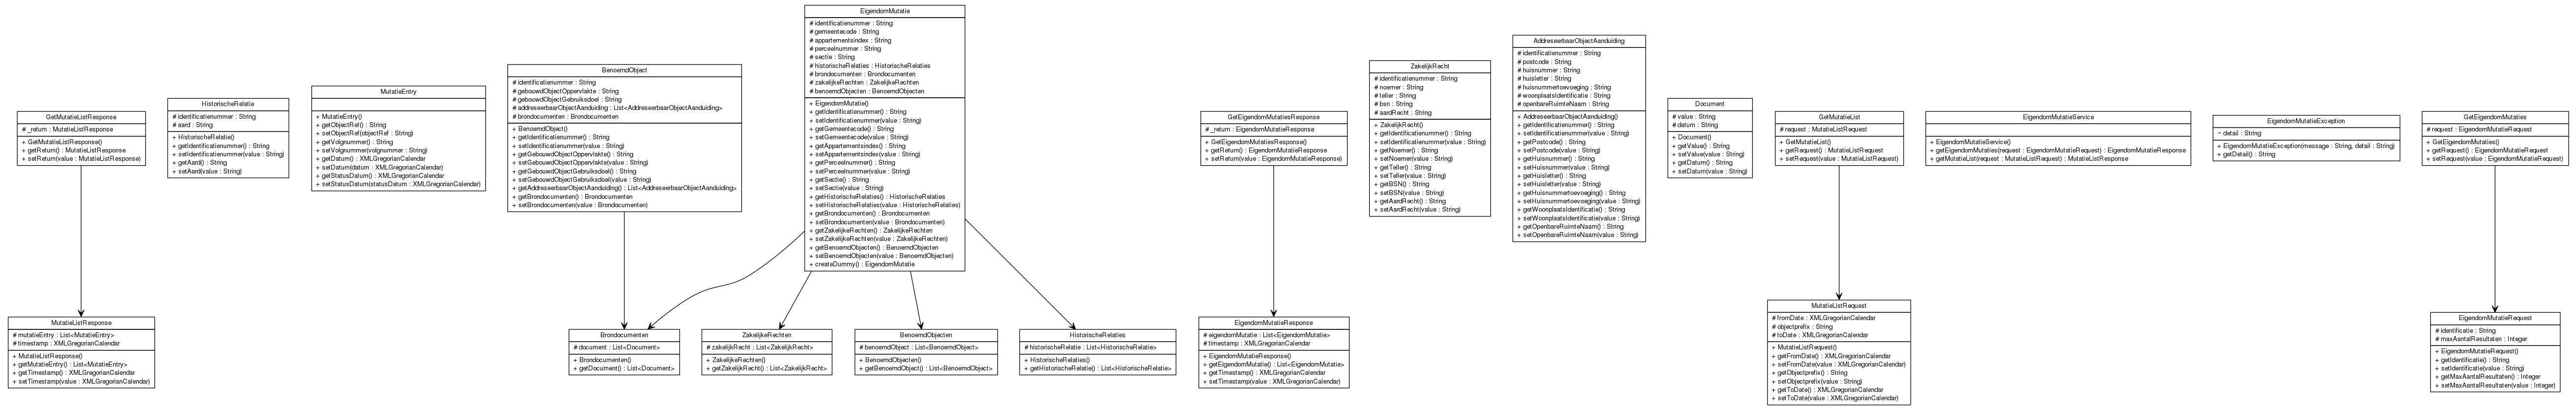 GetMutatieListResponse
# _return : MutatieListResponse
+ GetMutatieListResponse()
+ getReturn() : MutatieListResponse
+ setReturn(value : MutatieListResponse)
MutatieListResponse
# mutatieEntry : List<MutatieEntry>
# timestamp : XMLGregorianCalendar
+ MutatieListResponse()
+ getMutatieEntry() : List<MutatieEntry>
+ getTimestamp() : XMLGregorianCalendar
+ setTimestamp(value : XMLGregorianCalendar)
HistorischeRelatie
# identificatienummer : String
# aard : String
+ HistorischeRelatie()
+ getIdentificatienummer() : String
+ setIdentificatienummer(value : String)
+ getAard() : String
+ setAard(value : String)
MutatieEntry
+ MutatieEntry()
+ getObjectRef() : String
+ setObjectRef(objectRef : String)
+ getVolgnummer() : String
+ setVolgnummer(volgnummer : String)
+ getDatum() : XMLGregorianCalendar
+ setDatum(datum : XMLGregorianCalendar)
+ getStatusDatum() : XMLGregorianCalendar
+ setStatusDatum(statusDatum : XMLGregorianCalendar)
BenoemdObject
# identificatienummer : String
# gebouwdObjectOppervlakte : String
# gebouwdObjectGebruiksdoel : String
# addreseerbaarObjectAanduiding : List<AddreseerbaarObjectAanduiding>
# brondocumenten : Brondocumenten
+ BenoemdObject()
+ getIdentificatienummer() : String
+ setIdentificatienummer(value : String)
+ getGebouwdObjectOppervlakte() : String
+ setGebouwdObjectOppervlakte(value : String)
+ getGebouwdObjectGebruiksdoel() : String
+ setGebouwdObjectGebruiksdoel(value : String)
+ getAddreseerbaarObjectAanduiding() : List<AddreseerbaarObjectAanduiding>
+ getBrondocumenten() : Brondocumenten
+ setBrondocumenten(value : Brondocumenten)
EigendomMutatie
# identificatienummer : String
# gemeentecode : String
# appartementsindex : String
# perceelnummer : String
# sectie : String
# historischeRelaties : HistorischeRelaties
# brondocumenten : Brondocumenten
# zakelijkeRechten : ZakelijkeRechten
# benoemdObjecten : BenoemdObjecten
+ EigendomMutatie()
+ getIdentificatienummer() : String
+ setIdentificatienummer(value : String)
+ getGemeentecode() : String
+ setGemeentecode(value : String)
+ getAppartementsindex() : String
+ setAppartementsindex(value : String)
+ getPerceelnummer() : String
+ setPerceelnummer(value : String)
+ getSectie() : String
+ setSectie(value : String)
+ getHistorischeRelaties() : HistorischeRelaties
+ setHistorischeRelaties(value : HistorischeRelaties)
+ getBrondocumenten() : Brondocumenten
+ setBrondocumenten(value : Brondocumenten)
+ getZakelijkeRechten() : ZakelijkeRechten
+ setZakelijkeRechten(value : ZakelijkeRechten)
+ getBenoemdObjecten() : BenoemdObjecten
+ setBenoemdObjecten(value : BenoemdObjecten)
+ createDummy() : EigendomMutatie
Brondocumenten
# document : List<Document>
+ Brondocumenten()
+ getDocument() : List<Document>
ZakelijkeRechten
# zakelijkRecht : List<ZakelijkRecht>
+ ZakelijkeRechten()
+ getZakelijkRecht() : List<ZakelijkRecht>
BenoemdObjecten
# benoemdObject : List<BenoemdObject>
+ BenoemdObjecten()
+ getBenoemdObject() : List<BenoemdObject>
HistorischeRelaties
# historischeRelatie : List<HistorischeRelatie>
+ HistorischeRelaties()
+ getHistorischeRelatie() : List<HistorischeRelatie>
GetEigendomMutatiesResponse
# _return : EigendomMutatieResponse
+ GetEigendomMutatiesResponse()
+ getReturn() : EigendomMutatieResponse
+ setReturn(value : EigendomMutatieResponse)
EigendomMutatieResponse
# eigendomMutatie : List<EigendomMutatie>
# timestamp : XMLGregorianCalendar
+ EigendomMutatieResponse()
+ getEigendomMutatie() : List<EigendomMutatie>
+ getTimestamp() : XMLGregorianCalendar
+ setTimestamp(value : XMLGregorianCalendar)
ZakelijkRecht
# identificatienummer : String
# noemer : String
# teller : String
# bsn : String
# aardRecht : String
+ ZakelijkRecht()
+ getIdentificatienummer() : String
+ setIdentificatienummer(value : String)
+ getNoemer() : String
+ setNoemer(value : String)
+ getTeller() : String
+ setTeller(value : String)
+ getBSN() : String
+ setBSN(value : String)
+ getAardRecht() : String
+ setAardRecht(value : String)
AddreseerbaarObjectAanduiding
# identificatienummer : String
# postcode : String
# huisnummer : String
# huisletter : String
# huisnummertoevoeging : String
# woonplaatsIdentificatie : String
# openbareRuimteNaam : String
+ AddreseerbaarObjectAanduiding()
+ getIdentificatienummer() : String
+ setIdentificatienummer(value : String)
+ getPostcode() : String
+ setPostcode(value : String)
+ getHuisnummer() : String
+ setHuisnummer(value : String)
+ getHuisletter() : String
+ setHuisletter(value : String)
+ getHuisnummertoevoeging() : String
+ setHuisnummertoevoeging(value : String)
+ getWoonplaatsIdentificatie() : String
+ setWoonplaatsIdentificatie(value : String)
+ getOpenbareRuimteNaam() : String
+ setOpenbareRuimteNaam(value : String)
Document
# value : String
# datum : String
+ Document()
+ getValue() : String
+ setValue(value : String)
+ getDatum() : String
+ setDatum(value : String)
GetMutatieList
# request : MutatieListRequest
+ GetMutatieList()
+ getRequest() : MutatieListRequest
+ setRequest(value : MutatieListRequest)
MutatieListRequest
# fromDate : XMLGregorianCalendar
# objectprefix : String
# toDate : XMLGregorianCalendar
+ MutatieListRequest()
+ getFromDate() : XMLGregorianCalendar
+ setFromDate(value : XMLGregorianCalendar)
+ getObjectprefix() : String
+ setObjectprefix(value : String)
+ getToDate() : XMLGregorianCalendar
+ setToDate(value : XMLGregorianCalendar)
EigendomMutatieService
+ EigendomMutatieService()
+ getEigendomMutaties(request : EigendomMutatieRequest) : EigendomMutatieResponse
+ getMutatieList(request : MutatieListRequest) : MutatieListResponse
EigendomMutatieException
− detail : String
+ EigendomMutatieException(message : String, detail : String)
+ getDetail() : String
GetEigendomMutaties
# request : EigendomMutatieRequest
+ GetEigendomMutaties()
+ getRequest() : EigendomMutatieRequest
+ setRequest(value : EigendomMutatieRequest)
EigendomMutatieRequest
# identificatie : String
# maxAantalResultaten : Integer
+ EigendomMutatieRequest()
+ getIdentificatie() : String
+ setIdentificatie(value : String)
+ getMaxAantalResultaten() : Integer
+ setMaxAantalResultaten(value : Integer)